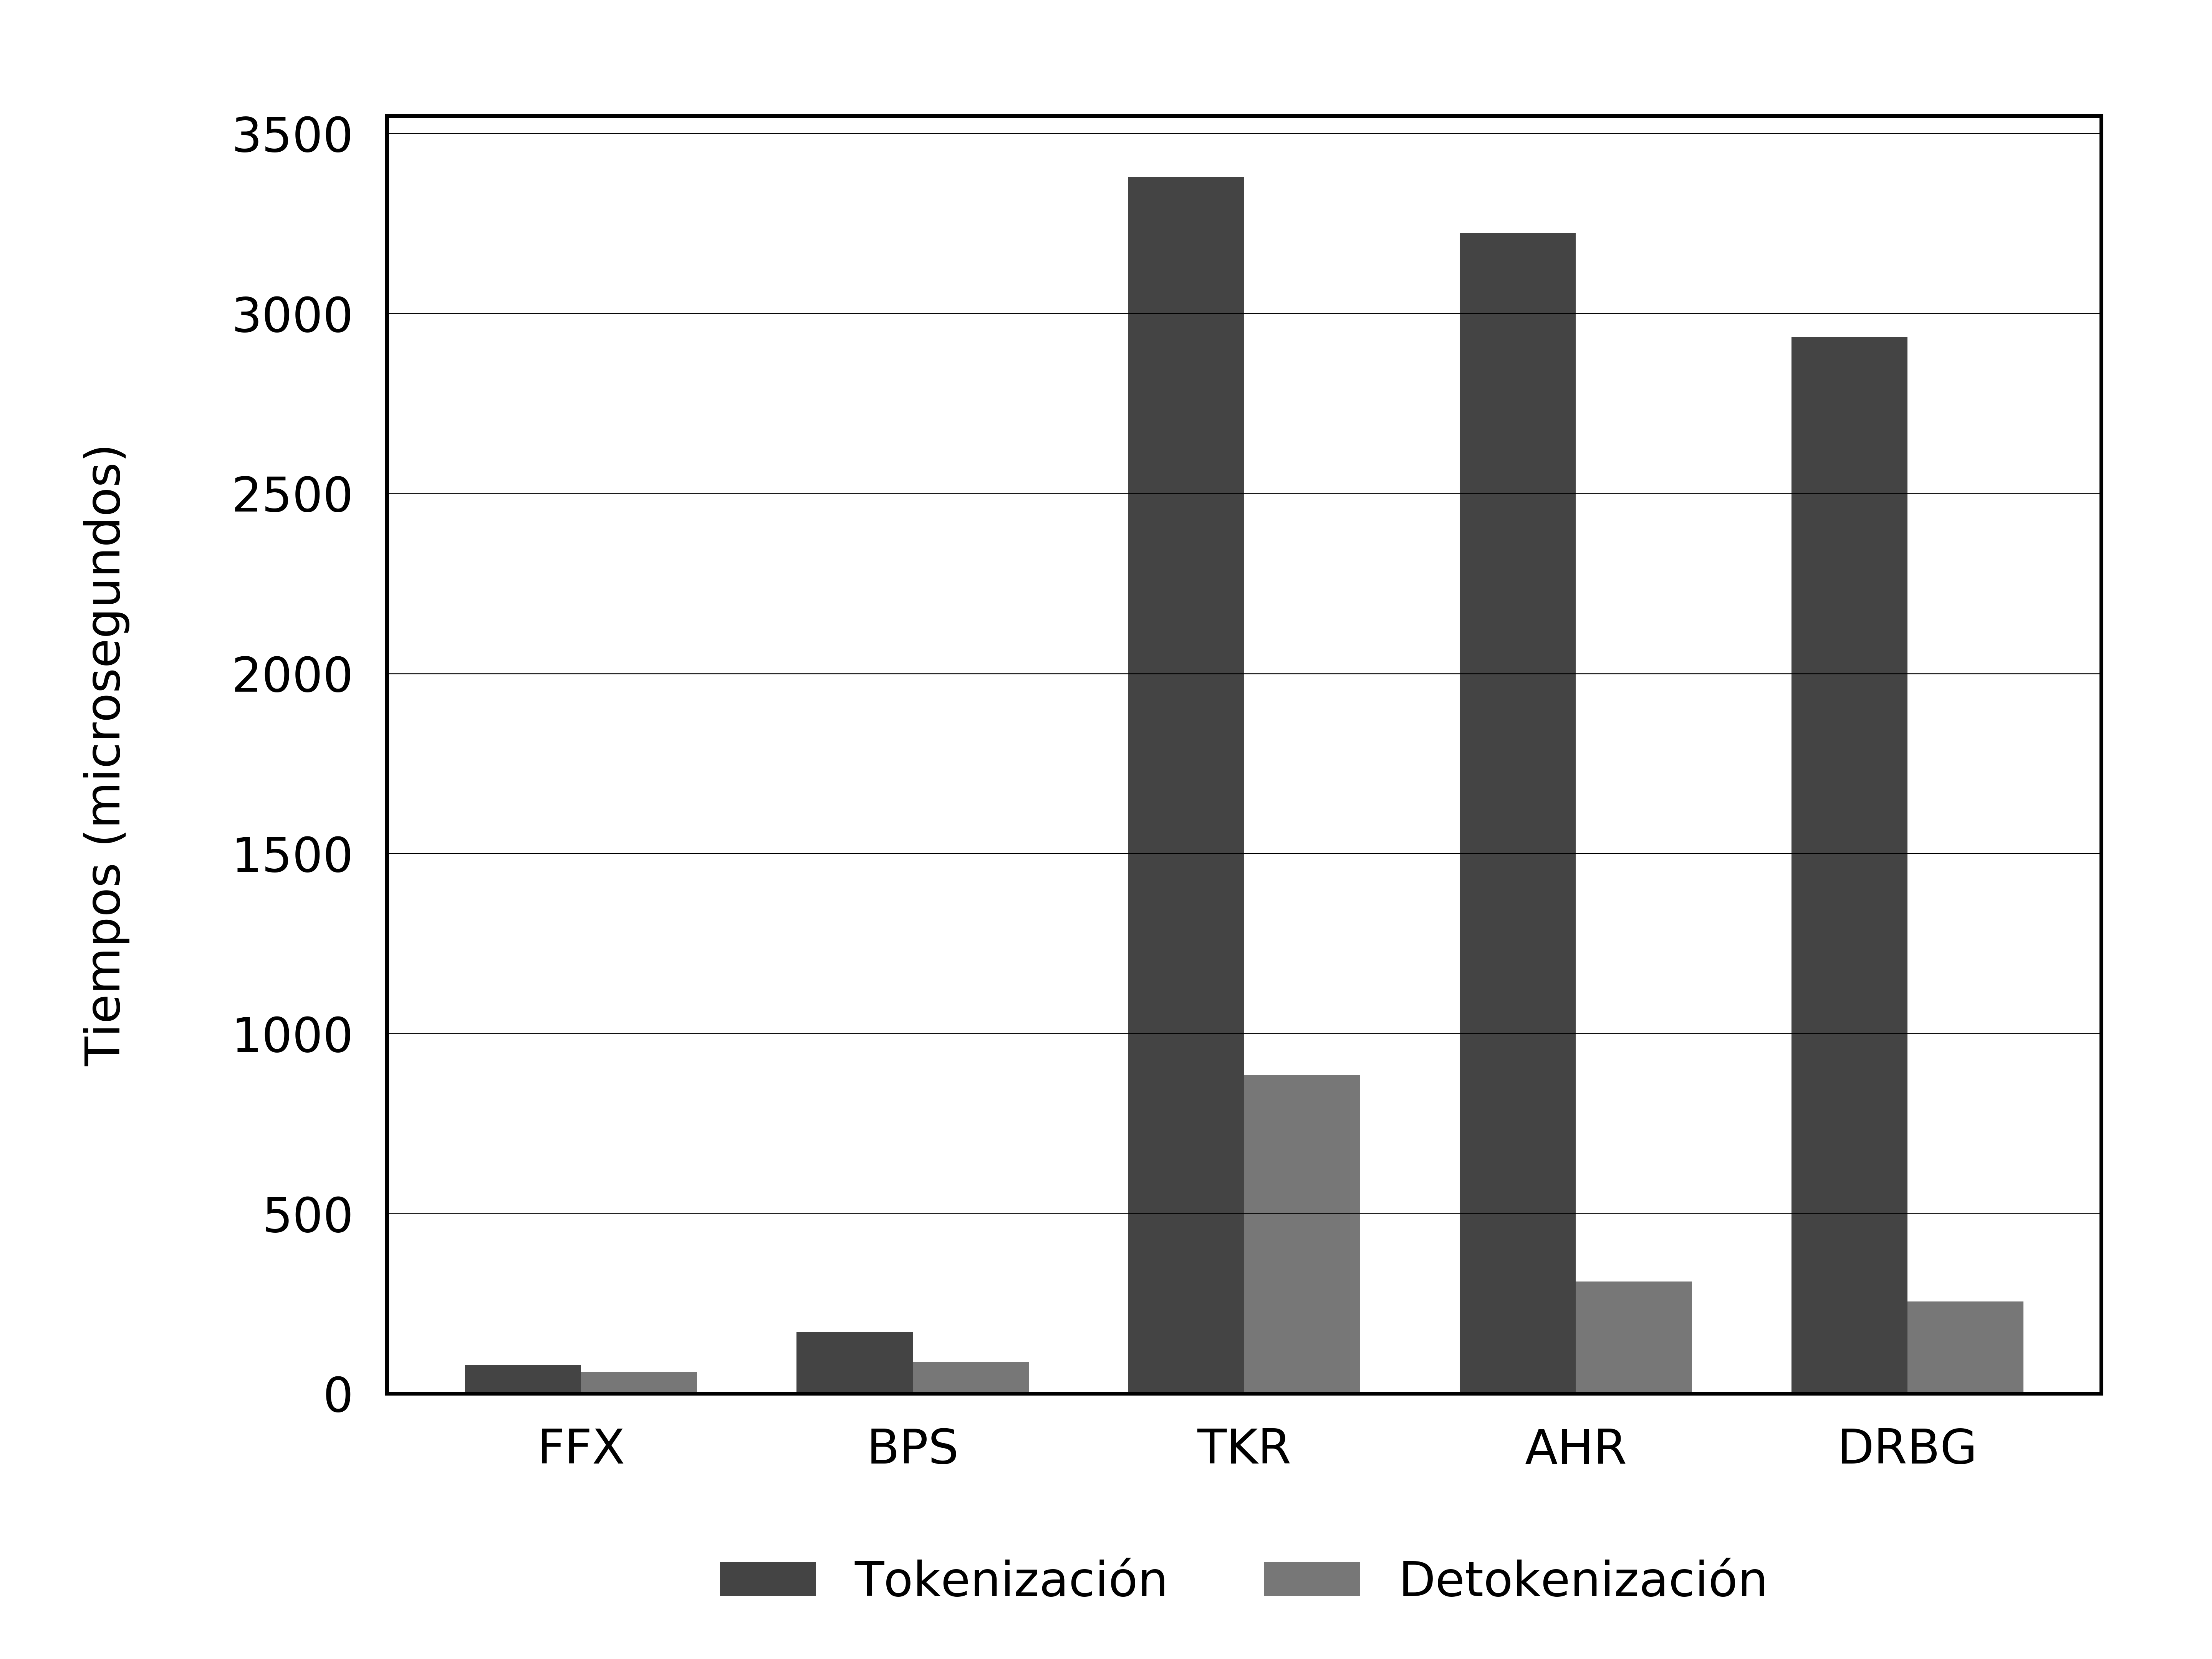 3500
3000
2500
2000
1500
1000
500
0
Tiempos (microsegundos)
FFX BPS TKR AHR DRBG
Tokenización Detokenización